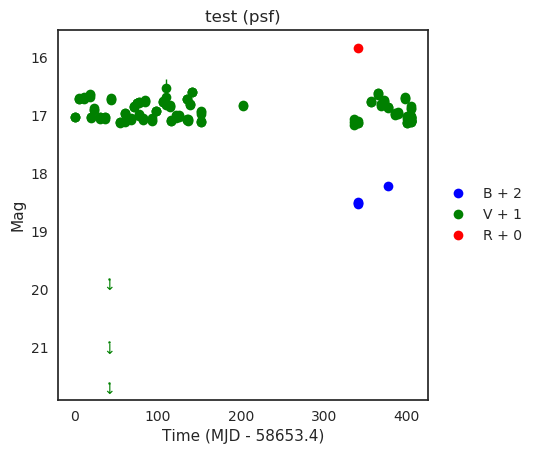 test (psf)
16
17
18
19
20
21
Mag
0
100
200
300
400
Time (MJD - 58653.4)
B + 2
V + 1
R + 0